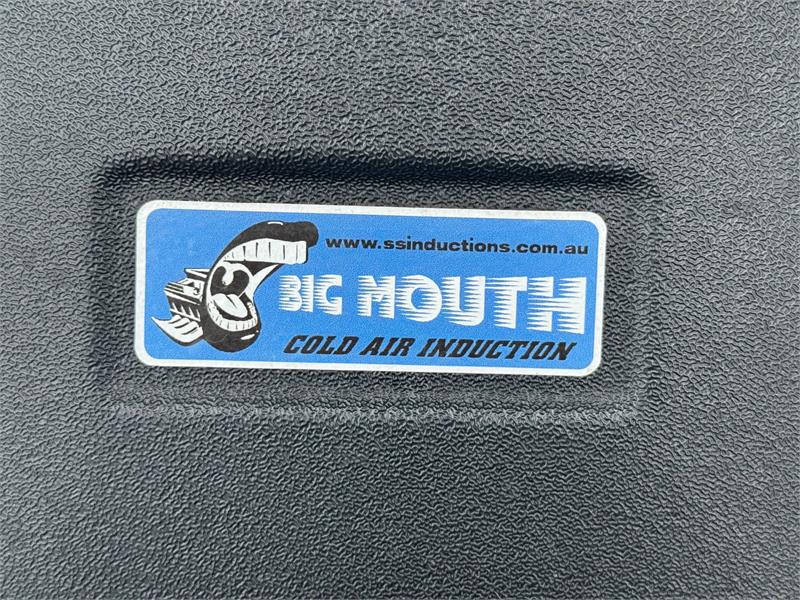 www.ssinductions.com.au
BIG MOUTH
COLD AIR INDUCTION